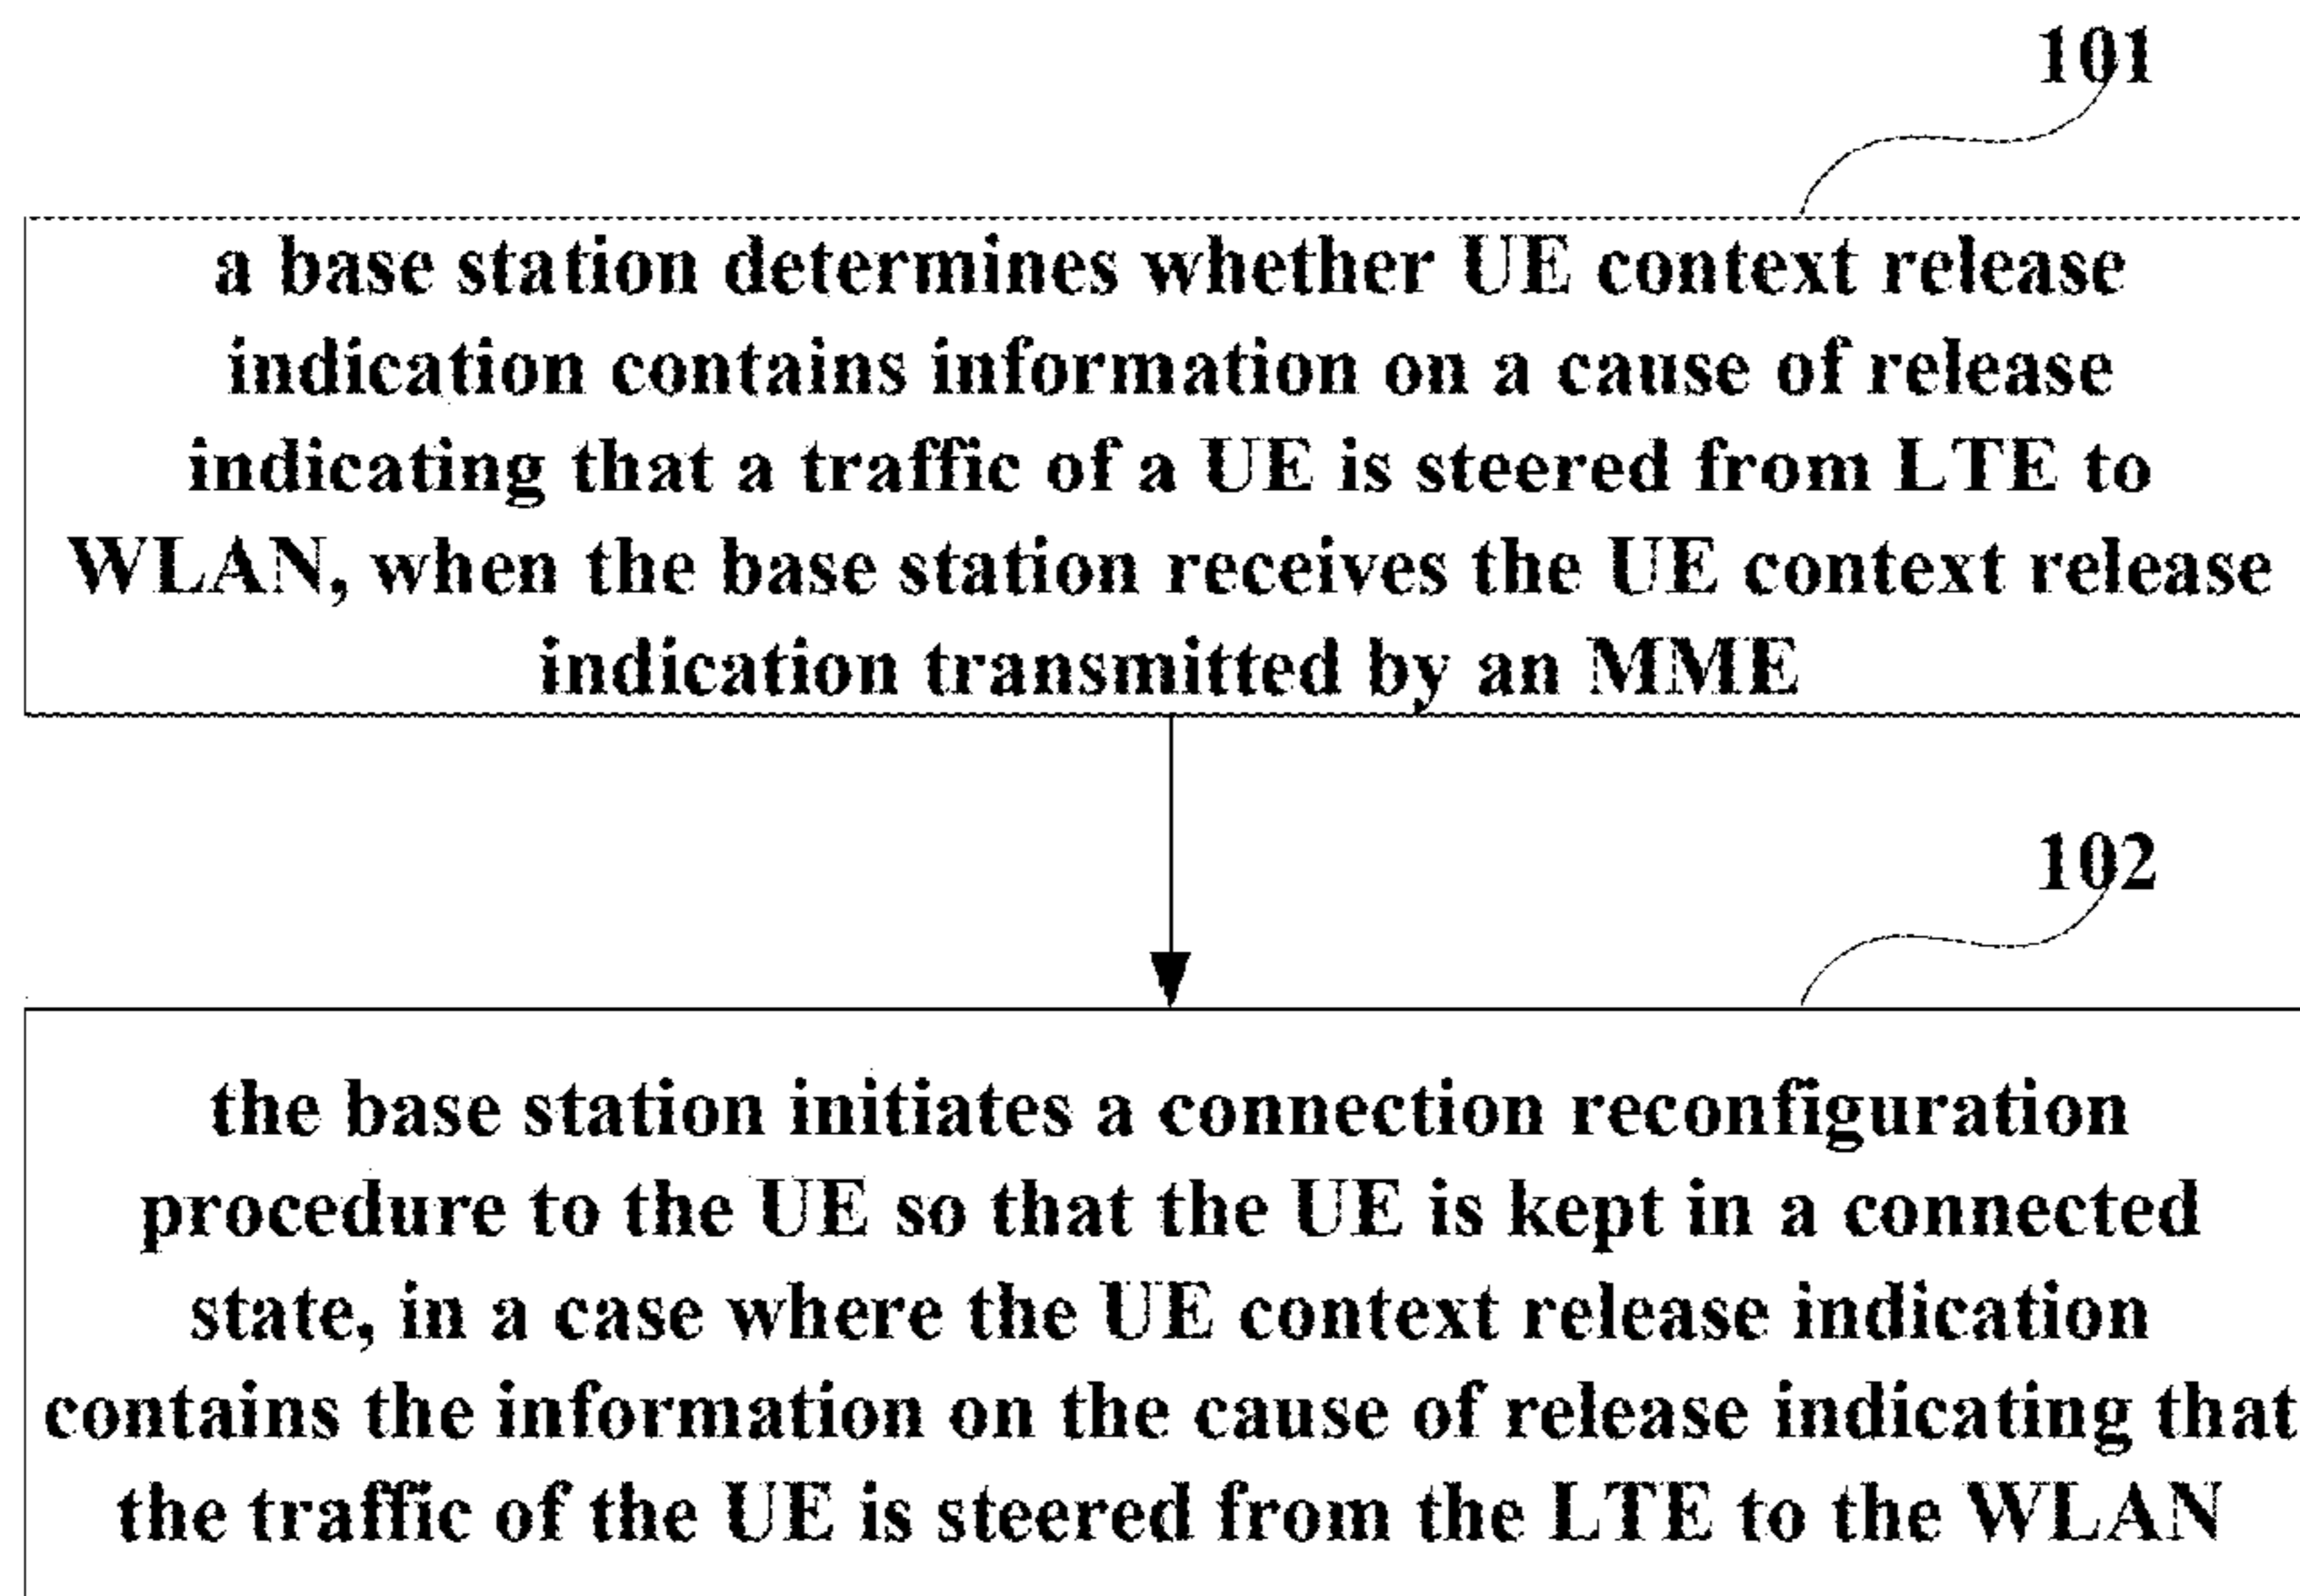 101
a base station determines whether UE context release
indication contains information on a cause of release
indicating that a traffic of a UE is steered from LTE to
WLAN, when the base station receives the UE context release
indication transmitted by an MME
102
the base station initiates a connection reconfiguration
procedure to the UE so that the UE is kept in a connected
state, in a case where the UE context release indication
contains the information on the cause of release indicating that
the traffic of the UE is steered from the LTE to the WLAN